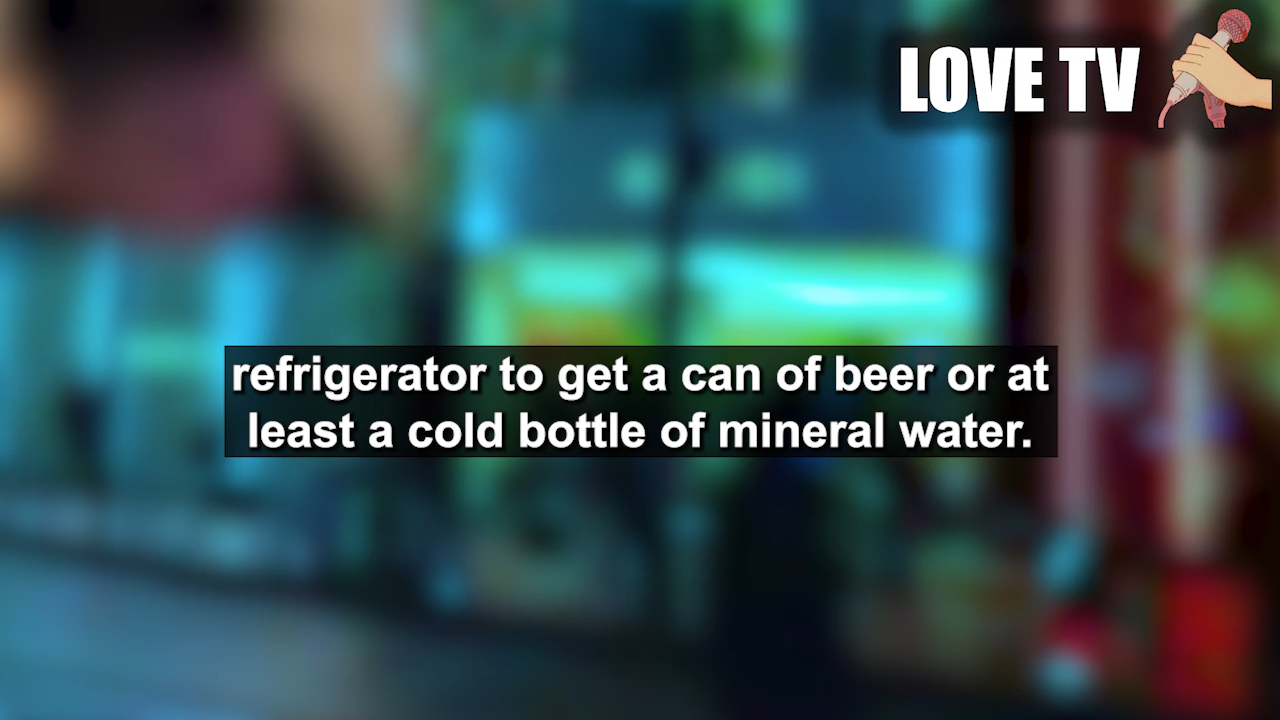 LOVE TV
refrigerator to get a can of beer or at
least a cold bottle of mineral water.